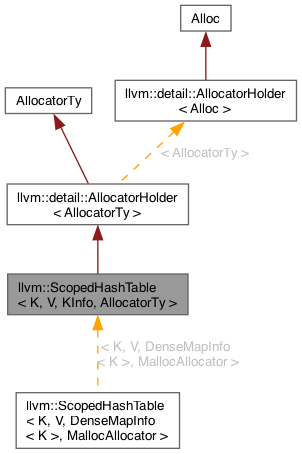 Alloc
AllocatorTy
llvm::detail::AllocatorHolder
< Alloc >
< AllocatorTy >
llvm::detail::AllocatorHolder
< AllocatorTy >
llvm::ScopedHashTable
< K, V, KInfo, AllocatorTy >
< K, V, DenseMapInfo
< K >, MallocAllocator >
llvm::ScopedHashTable
< K, V, DenseMapInfo
< K >, MallocAllocator >